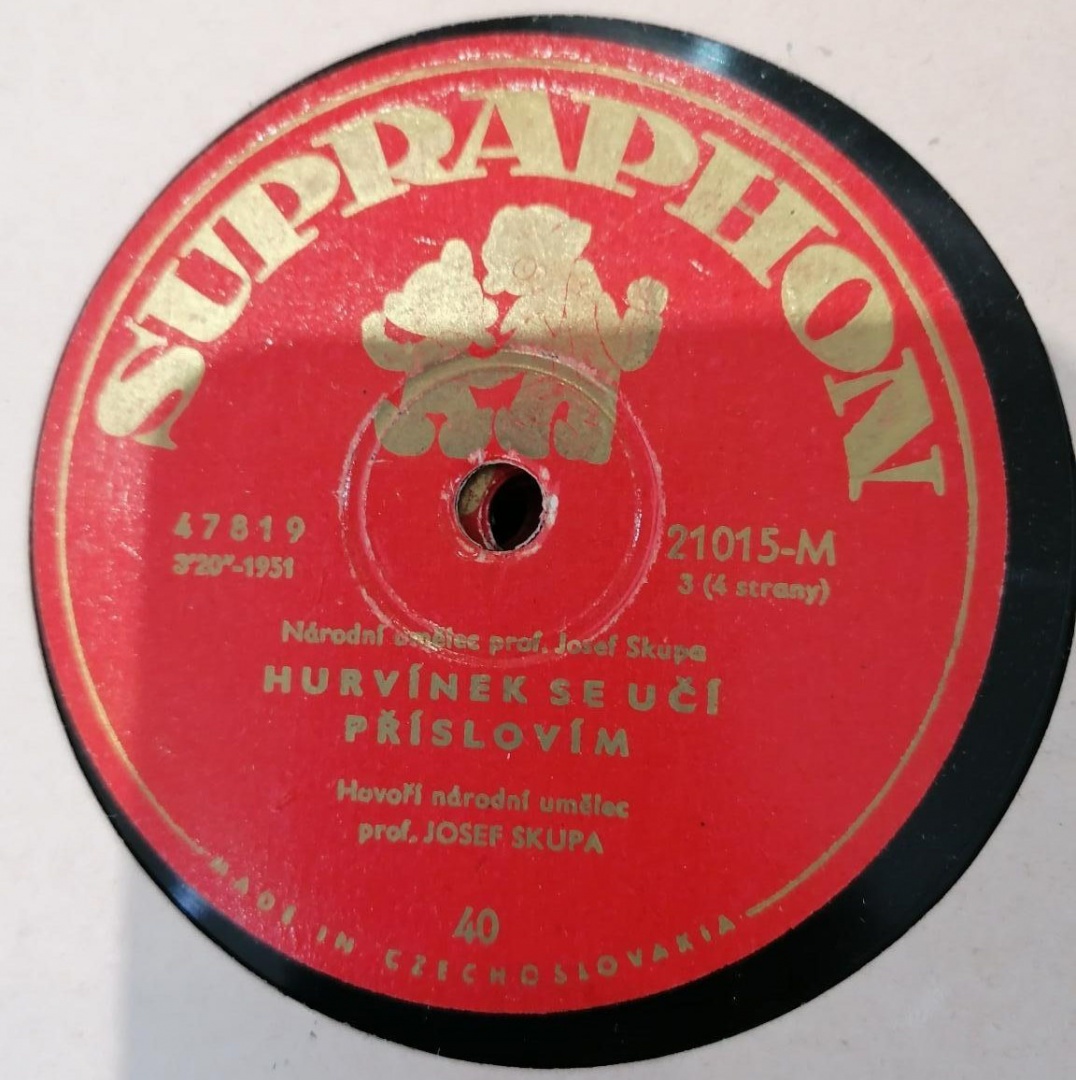 SUPRAPHON
47819
3'20"-1951
21015-M
3 (4 strany)
Národní umělec prof. Josef Skupa
HURVÍNEK SE UČÍ
PŘÍSLOVÍM
Hovoří národní umělec
prof. JOSEF SKUPA
40
MADE IN CZECHOSLOVAKIA